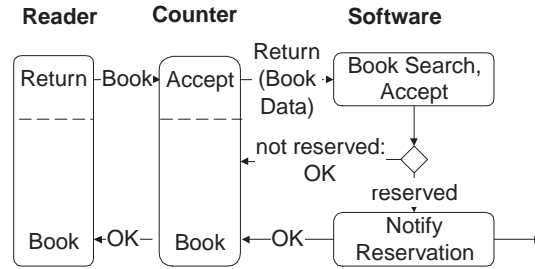 Reader Counter Software
Return Book Accept Return
(Book
Data)
Book Search,
Accept
not reserved:
OK
reserved
Book OK Book OK Notify
Reservation